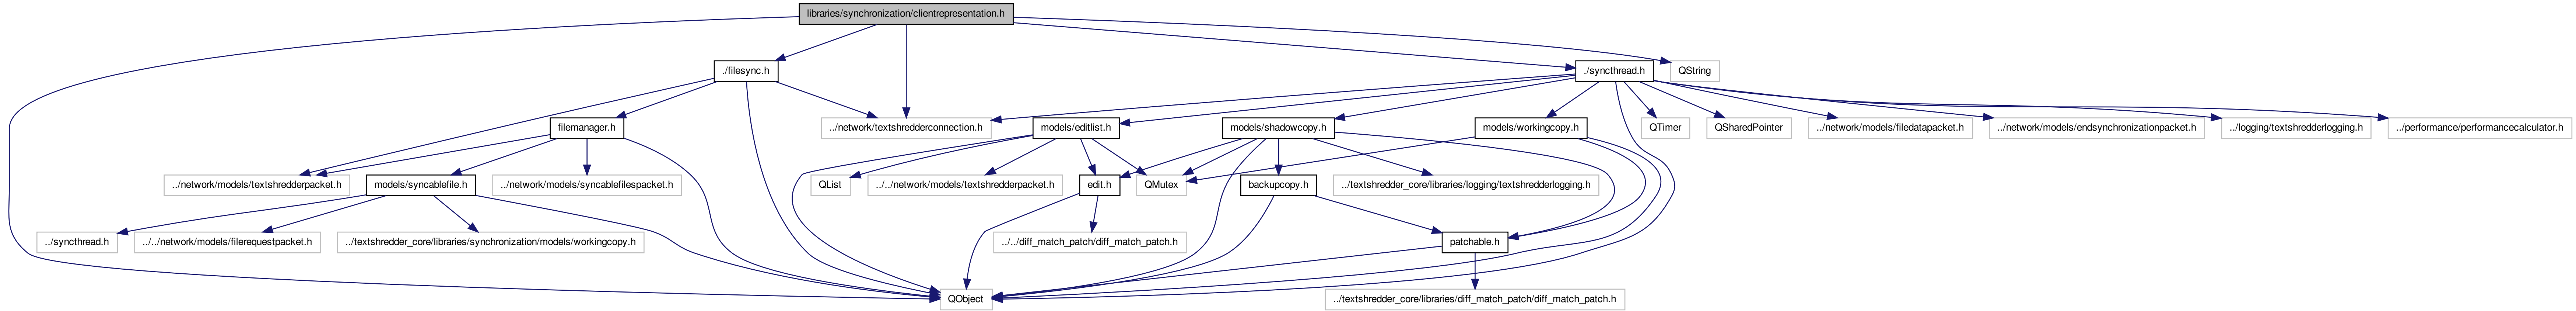 libraries/synchronization/clientrepresentation.h
./filesync.h
./syncthread.h
QString
filemanager.h
../network/textshredderconnection.h
models/editlist.h
models/shadowcopy.h
models/workingcopy.h
QTimer
QSharedPointer
../network/models/filedatapacket.h
../network/models/endsynchronizationpacket.h
../logging/textshredderlogging.h
../performance/performancecalculator.h
../network/models/textshredderpacket.h
models/syncablefile.h
../network/models/syncablefilespacket.h
QList
../../network/models/textshredderpacket.h
edit.h
QMutex
backupcopy.h
../textshredder_core/libraries/logging/textshredderlogging.h
../syncthread.h
../../network/models/filerequestpacket.h
../textshredder_core/libraries/synchronization/models/workingcopy.h
../../diff_match_patch/diff_match_patch.h
patchable.h
QObject
../textshredder_core/libraries/diff_match_patch/diff_match_patch.h